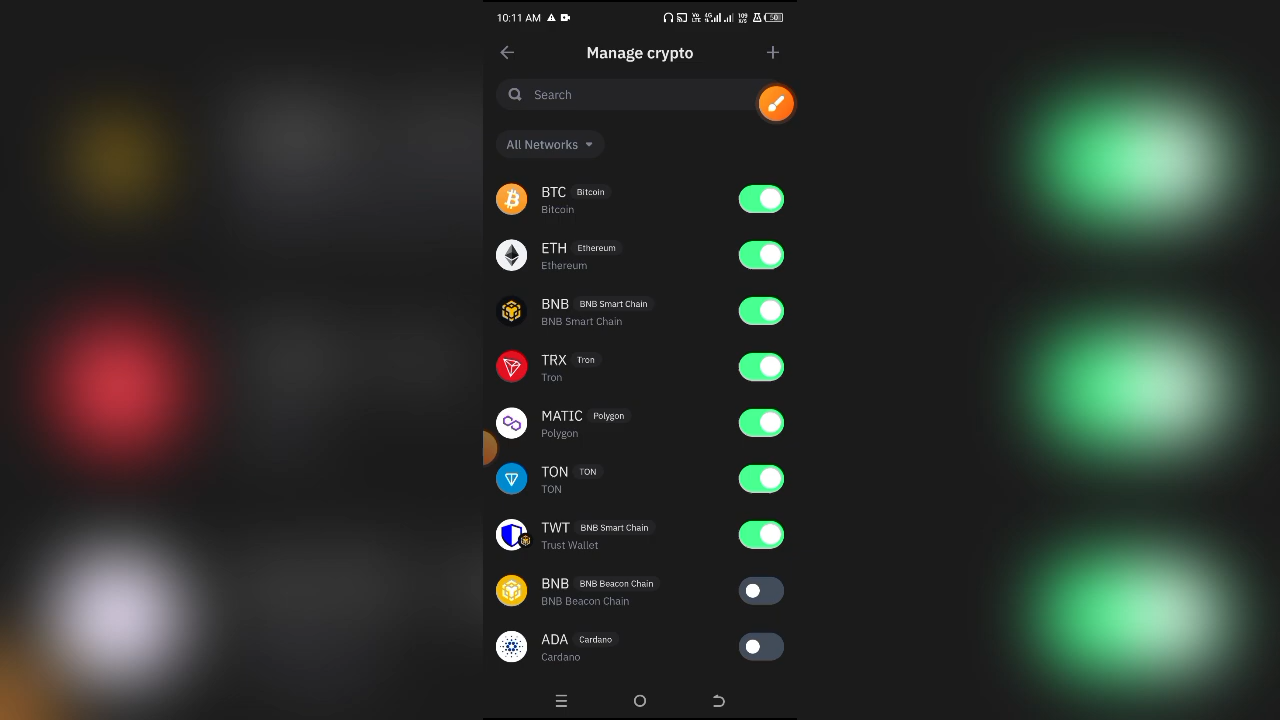 10:11 AM
Manage crypto
Search
All Networks
BTC Bitcoin
Bitcoin
ETH Ethereum
Ethereum
BNB BNB Smart Chain
BNB Smart Chain
TRX Tron
Tron
MATIC Polygon
Polygon
TON TON
TON
TWT BNB Smart Chain
Trust Wallet
BNB BNB Beacon Chain
BNB Beacon Chain
ADA Cardano
Cardano